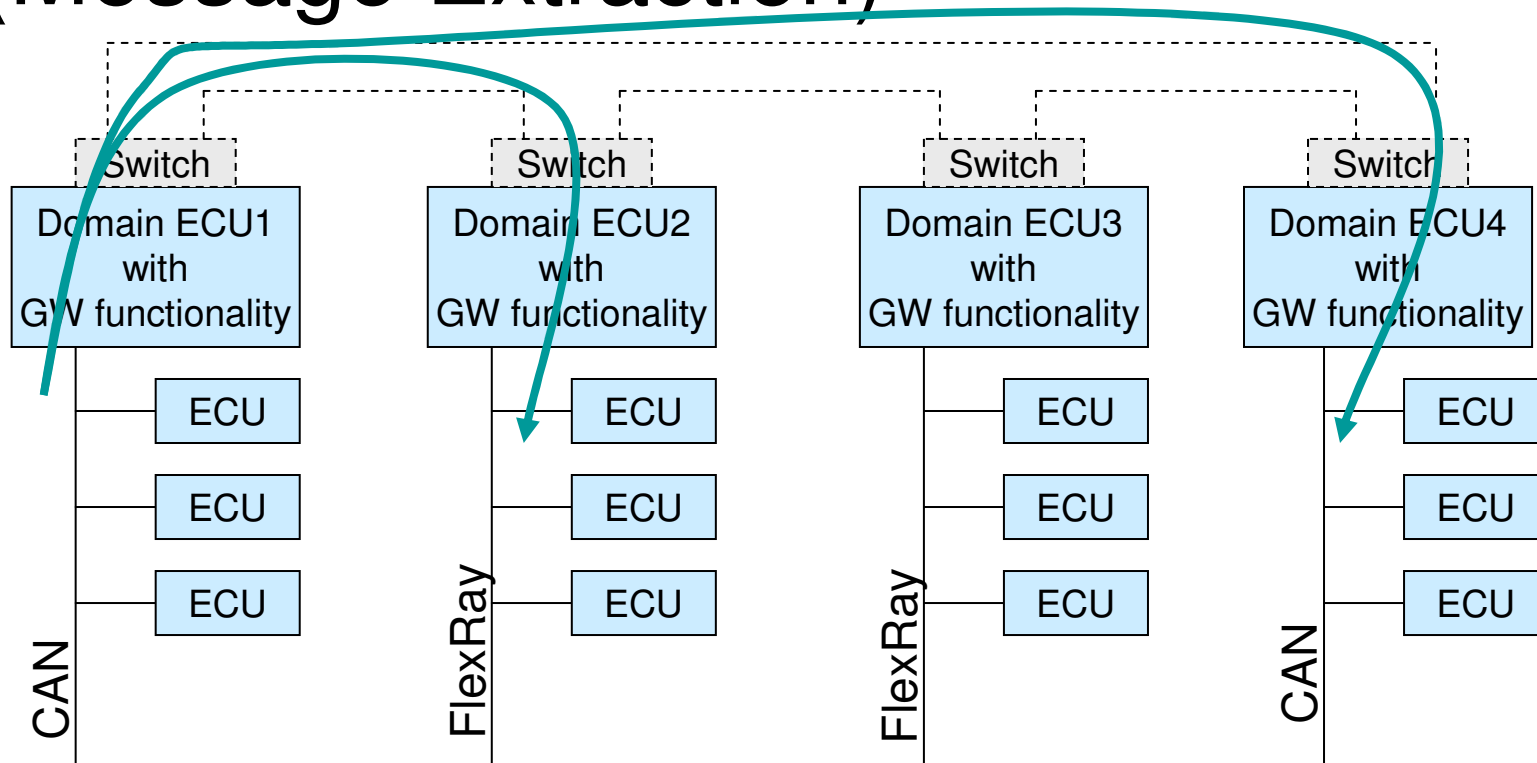 (Message Extraction)
Switch
Switch
Switch
Switch
Domain ECU1
with
GW functionality
Domain ECU2
with
GW functionality
Domain ECU3
with
GW functionality
Domain ECU4
with
GW functionality
ECU
ECU
ECU
ECU
ECU
ECU
ECU
ECU
ECU
ECU
ECU
ECU
CAN
FlexRay
FlexRay
CAN